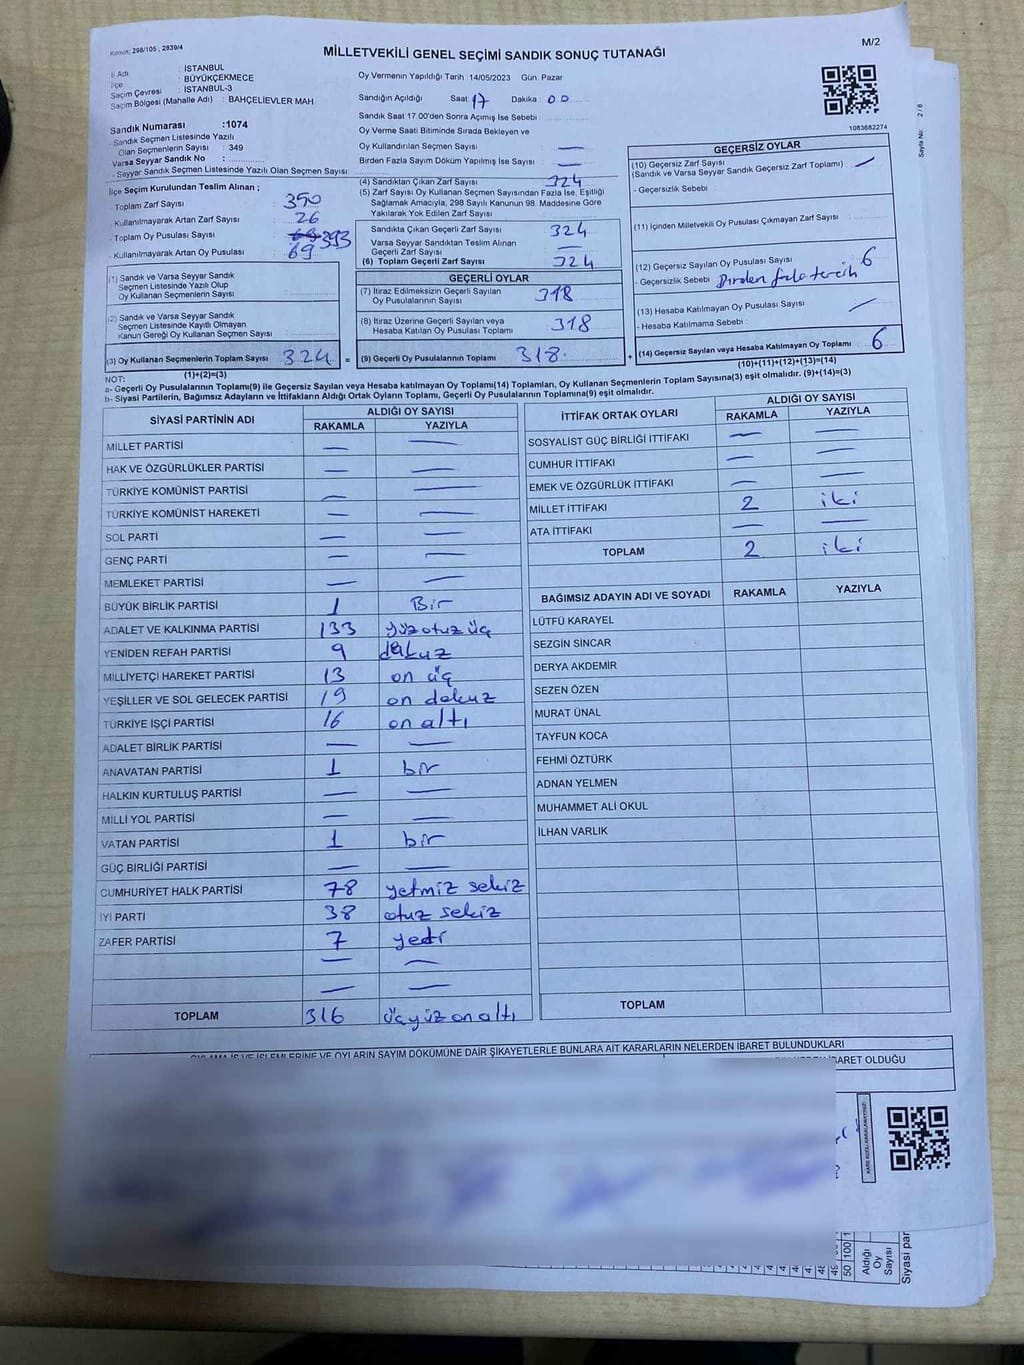 Kanun: 298/105 , 2839/4
MİLLETVEKİLİ GENEL SEÇİMİ SANDIK SONUÇ TUTANAĞI
M/2
İl Adı : İSTANBUL
İlçe : BÜYÜKÇEKMECE
Seçim Çevresi : İSTANBUL-3
Seçim Bölgesi (Mahalle Adı) : BAHÇELİEVLER MAH
Sandık Numarası :1074
Sandık Seçmen Listesinde Yazılı
Olan Seçmenlerin Sayısı : 349
Varsa Seyyar Sandık No :
- Seyyar Sandık Seçmen Listesinde Yazılı Olan Seçmen Sayısı:
Oy Vermenin Yapıldığı Tarih :14/05/2023 Gün: Pazar
Sandığın Açıldığı Saat 17 Dakika 00
Sandık Saat 17.00'den Sonra Açılmış İse Sebebi :
Oy Verme Saati Bitiminde Sırada Bekleyen ve
Oy Kullandırılan Seçmen Sayısı : —
Birden Fazla Sayım Döküm Yapılmış İse Sayısı : —
1083682274
Sayfa No: 2 / 6
İlçe Seçim Kurulundan Teslim Alınan ;
Toplam Zarf Sayısı : 350
Kullanılmayarak Artan Zarf Sayısı : 26
- Toplam Oy Pusulası Sayısı : 393
- Kullanılmayarak Artan Oy Pusulası : 69
(1) Sandık ve Varsa Seyyar Sandık
Seçmen Listesinde Yazılı Olup
Oy Kullanan Seçmenlerin Sayısı :
(2) Sandık ve Varsa Seyyar Sandık
Seçmen Listesinde Kayıtlı Olmayan
Kanun Gereği Oy Kullanan Seçmen Sayısı :
(3) Oy Kullanan Seçmenlerin Toplam Sayısı : 324 =
(1)+(2)=(3)
(4) Sandıktan Çıkan Zarf Sayısı : 324
(5) Zarf Sayısı Oy Kullanan Seçmen Sayısından Fazla İse, Eşitliği
Sağlamak Amacıyla, 298 Sayılı Kanunun 98. Maddesine Göre
Yakılarak Yok Edilen Zarf Sayısı :
Sandıkta Çıkan Geçerli Zarf Sayısı : 324
Varsa Seyyar Sandıktan Teslim Alınan
Geçerli Zarf Sayısı : —
(6) Toplam Geçerli Zarf Sayısı : 324
GEÇERLİ OYLAR
(7) İtiraz Edilmeksizin Geçerli Sayılan
Oy Pusulalarının Sayısı : 318
(8) İtiraz Üzerine Geçerli Sayılan veya
Hesaba Katılan Oy Pusulası Toplamı : 318
(9) Geçerli Oy Pusulalarının Toplamı : 318 +
GEÇERSİZ OYLAR
(10) Geçersiz Zarf Sayısı :
(Sandık ve Varsa Seyyar Sandık Geçersiz Zarf Toplamı) —
- Geçersizlik Sebebi :
(11) İçinden Milletvekili Oy Pusulası Çıkmayan Zarf Sayısı :
(12) Geçersiz Sayılan Oy Pusulası Sayısı : 6
- Geçersizlik Sebebi : Birden fazla tercih
(13) Hesaba Katılmayan Oy Pusulası Sayısı : —
- Hesaba Katılmama Sebebi :
(14) Geçersiz Sayılan veya Hesaba Katılmayan Oy Toplamı : 6
(10)+(11)+(12)+(13)=(14)
NOT:
a- Geçerli Oy Pusulalarının Toplamı(9) ile Geçersiz Sayılan veya Hesaba katılmayan Oy Toplamı(14) Toplamları, Oy Kullanan Seçmenlerin Toplam Sayısına(3) eşit olmalıdır. (9)+(14)=(3)
b- Siyasi Partilerin, Bağımsız Adayların ve İttifakların Aldığı Ortak Oyların Toplamı, Geçerli Oy Pusulalarının Toplamına(9) eşit olmalıdır.
SİYASİ PARTİNİN ADI ALDIĞI OY SAYISI
RAKAMLA YAZIYLA
MİLLET PARTİSİ — —
HAK VE ÖZGÜRLÜKLER PARTİSİ — —
TÜRKİYE KOMÜNİST PARTİSİ — —
TÜRKİYE KOMÜNİST HAREKETİ — —
SOL PARTİ — —
GENÇ PARTİ — —
MEMLEKET PARTİSİ — —
BÜYÜK BİRLİK PARTİSİ 1 Bir
ADALET VE KALKINMA PARTİSİ 133 yüzotuz üç
YENİDEN REFAH PARTİSİ 9 dokuz
MİLLİYETÇİ HAREKET PARTİSİ 13 on üç
YEŞİLLER VE SOL GELECEK PARTİSİ 19 on dokuz
TÜRKİYE İŞÇİ PARTİSİ 16 on altı
ADALET BİRLİK PARTİSİ — —
ANAVATAN PARTİSİ 1 bir
HALKIN KURTULUŞ PARTİSİ — —
MİLLİ YOL PARTİSİ — —
VATAN PARTİSİ 1 bir
GÜÇ BİRLİĞİ PARTİSİ — —
CUMHURİYET HALK PARTİSİ 78 yetmiz sekiz
İYİ PARTİ 38 otuz sekiz
ZAFER PARTİSİ 7 yedi
— —
— —
TOPLAM 316 üçyüzonaltı
İTTİFAK ORTAK OYLARI ALDIĞI OY SAYISI
RAKAMLA YAZIYLA
SOSYALİST GÜÇ BİRLİĞİ İTTİFAKI — —
CUMHUR İTTİFAKI — —
EMEK VE ÖZGÜRLÜK İTTİFAKI — —
MİLLET İTTİFAKI 2 iki
ATA İTTİFAKI — —
TOPLAM 2 iki
BAĞIMSIZ ADAYIN ADI VE SOYADI RAKAMLA YAZIYLA
LÜTFÜ KARAYEL
SEZGİN SİNCAR
DERYA AKDEMİR
SEZEN ÖZEN
MURAT ÜNAL
TAYFUN KOCA
FEHMİ ÖZTÜRK
ADNAN YELMEN
MUHAMMET ALİ OKUL
İLHAN VARLIK
TOPLAM
OYLAMA İŞ VE İŞLEMLERİNE VE OYLARIN SAYIM DÖKÜMÜNE DAİR ŞİKAYETLERLE BUNLARA AİT KARARLARIN NELERDEN İBARET BULUNDUKLARI
İBARET OLDUĞU
KARE KODU KARALAMAYINIZ!
50 100 1
Aldığı
Oy
Sayısı
Siyasi par